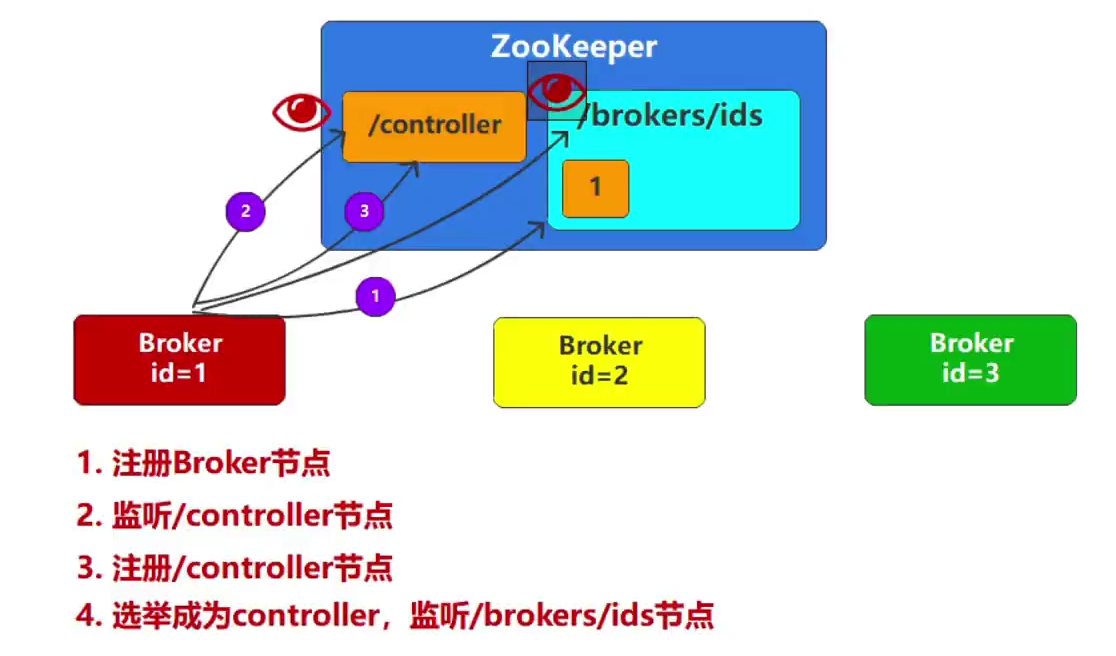 ZooKeeper
/controller
/brokers/ids
1
2
3
1
Broker
id=1
Broker
id=2
Broker
id=3
1. 注册Broker节点
2. 监听/controller节点
3. 注册/controller节点
4. 选举成为controller，监听/brokers/ids节点